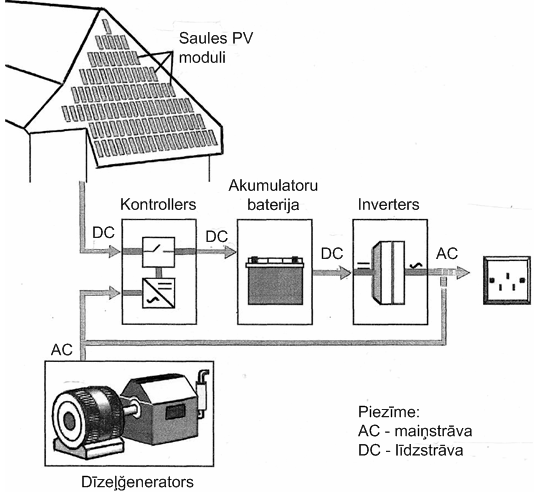 Saules PV
moduli
Kontrollers
Akumulatoru
baterija
Inverters
DC
DC
DC
AC
AC
Dīzeļģenerators
Piezīme:
AC - maiņstrāva
DC - līdzstrāva